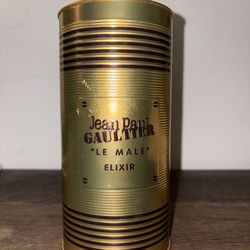 Jean Paul
GAULTIER
"LE MALE"
ELIXIR